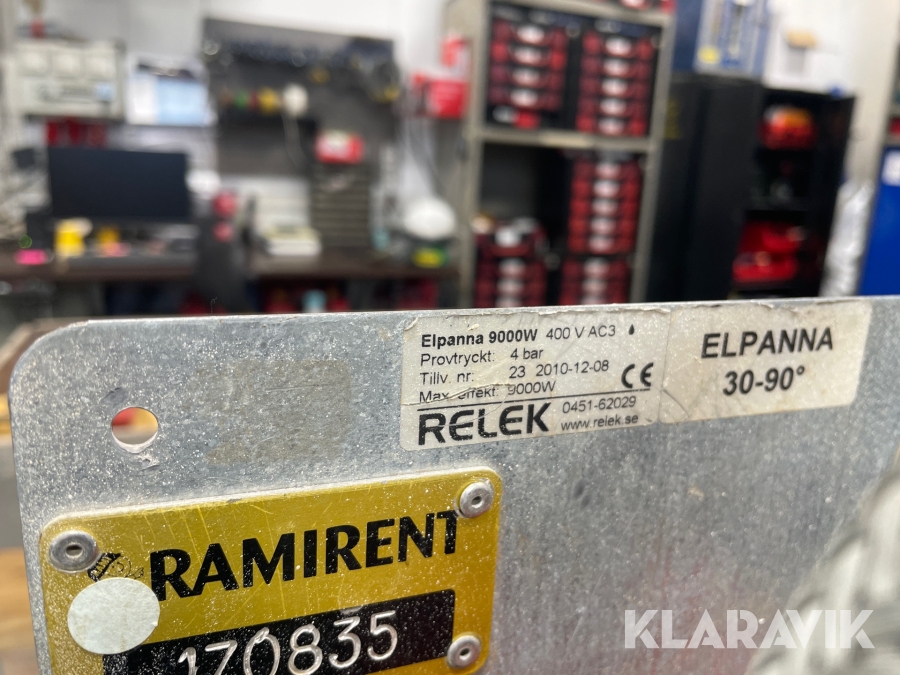 Elpanna 9000W 400 V AC3
Provtryckt: 4 bar
Tillv. nr: 23 2010-12-08
Max effekt: 9000W CE
RELEK 0451-62029
www.relek.se
ELPANNA
30-90°
RAMIRENT
170835
KLARAVIK